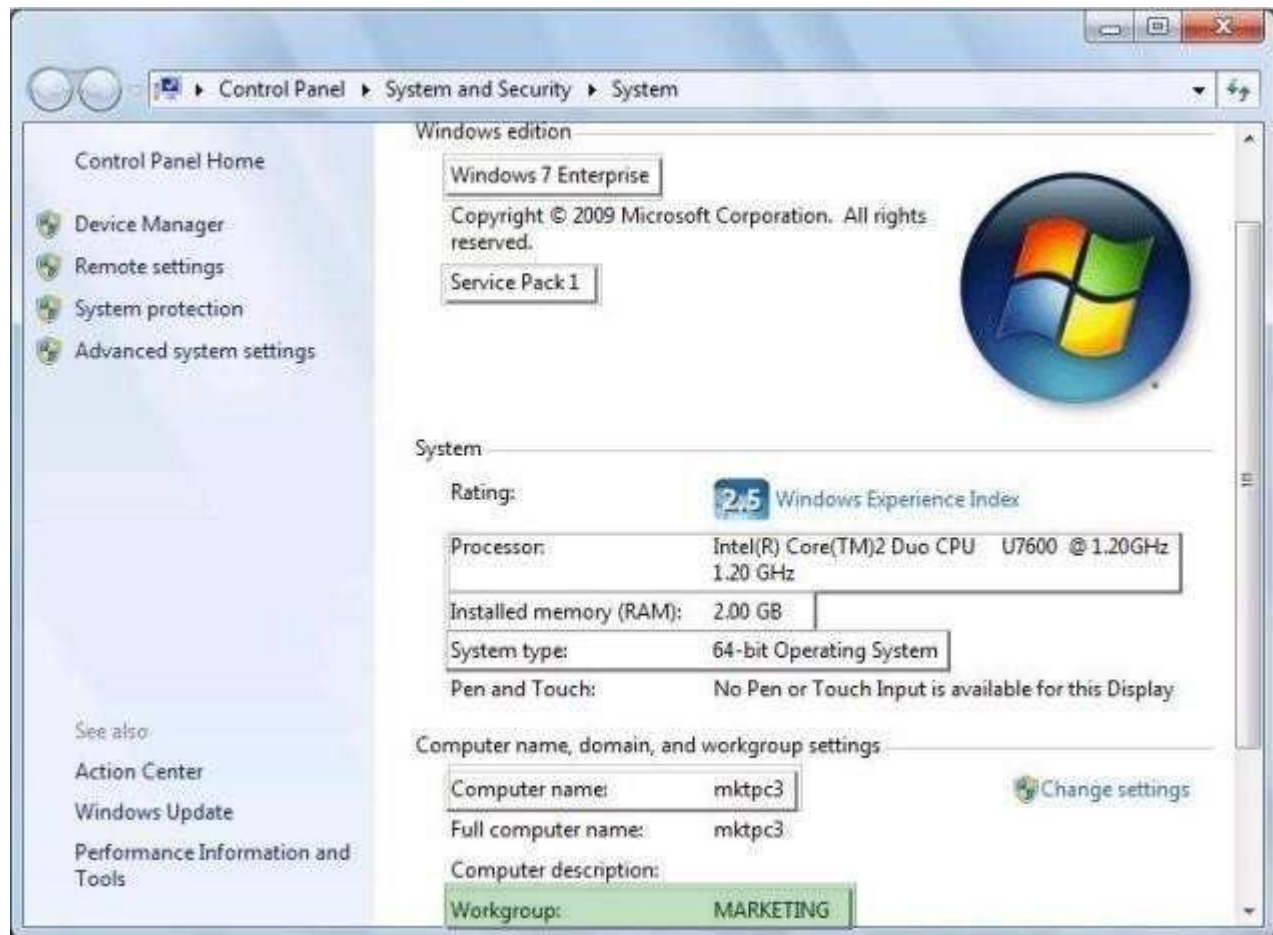 Control Panel ▸ System and Security ▸ System
Control Panel Home
Device Manager
Remote settings
System protection
Advanced system settings
See also
Action Center
Windows Update
Performance Information and
Tools
Windows edition
Windows 7 Enterprise
Copyright © 2009 Microsoft Corporation. All rights
reserved.
Service Pack 1
System
Rating: 2.5 Windows Experience Index
Processor: Intel(R) Core(TM)2 Duo CPU U7600 @ 1.20GHz
1.20 GHz
Installed memory (RAM): 2.00 GB
System type: 64-bit Operating System
Pen and Touch: No Pen or Touch Input is available for this Display
Computer name, domain, and workgroup settings
Computer name: mktpc3
Change settings
Full computer name: mktpc3
Computer description:
Workgroup: MARKETING